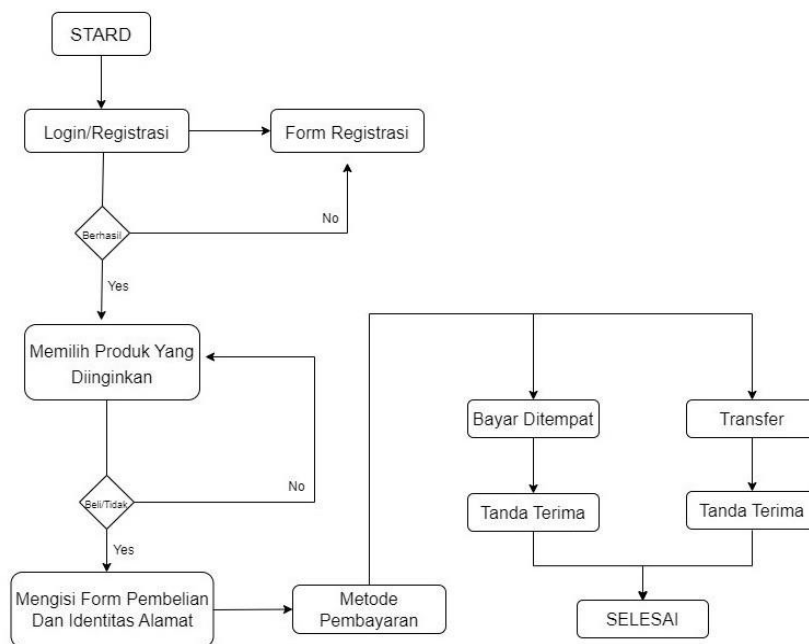 STARD
Login/Registrasi
Form Registrasi
No
Berhasil
Yes
Memilih Produk Yang
Diinginkan
Bayar Ditempat
Transfer
No
Beli/Tidak
Tanda Terima
Tanda Terima
Yes
Mengisi Form Pembelian
Dan Identitas Alamat
Metode
Pembayaran
SELESAI